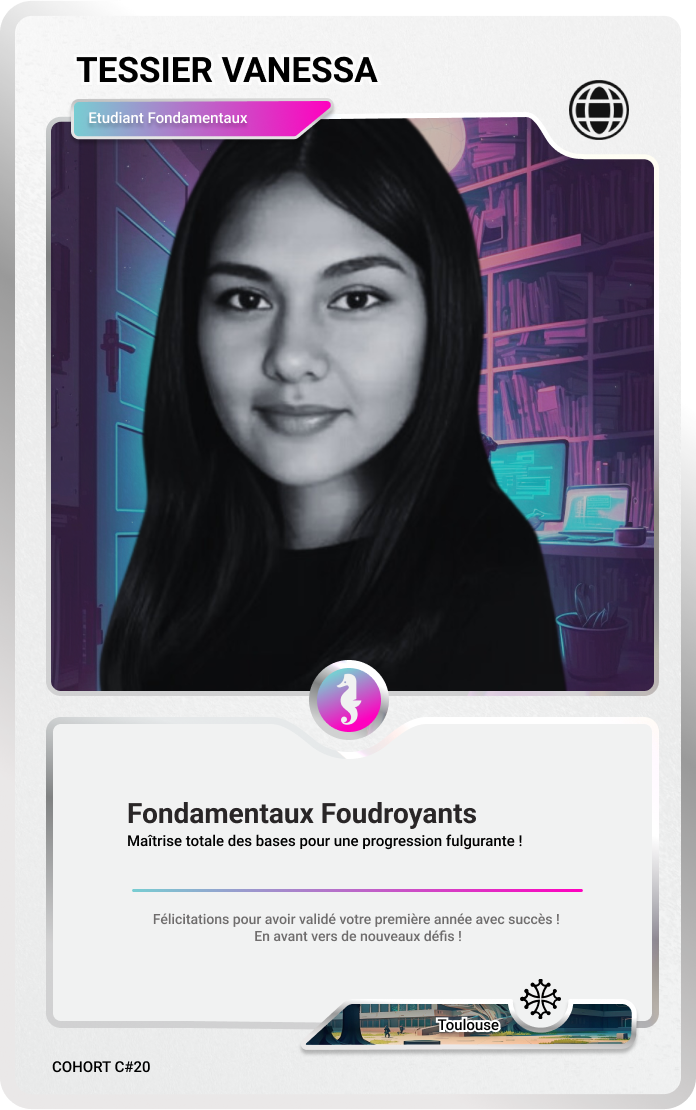 TESSIER VANESSA
Etudiant Fondamentaux
Fondamentaux Foudroyants
Maîtrise totale des bases pour une progression fulgurante !
Félicitations pour avoir validé votre première année avec succès !
En avant vers de nouveaux défis !
Toulouse
COHORT C#20